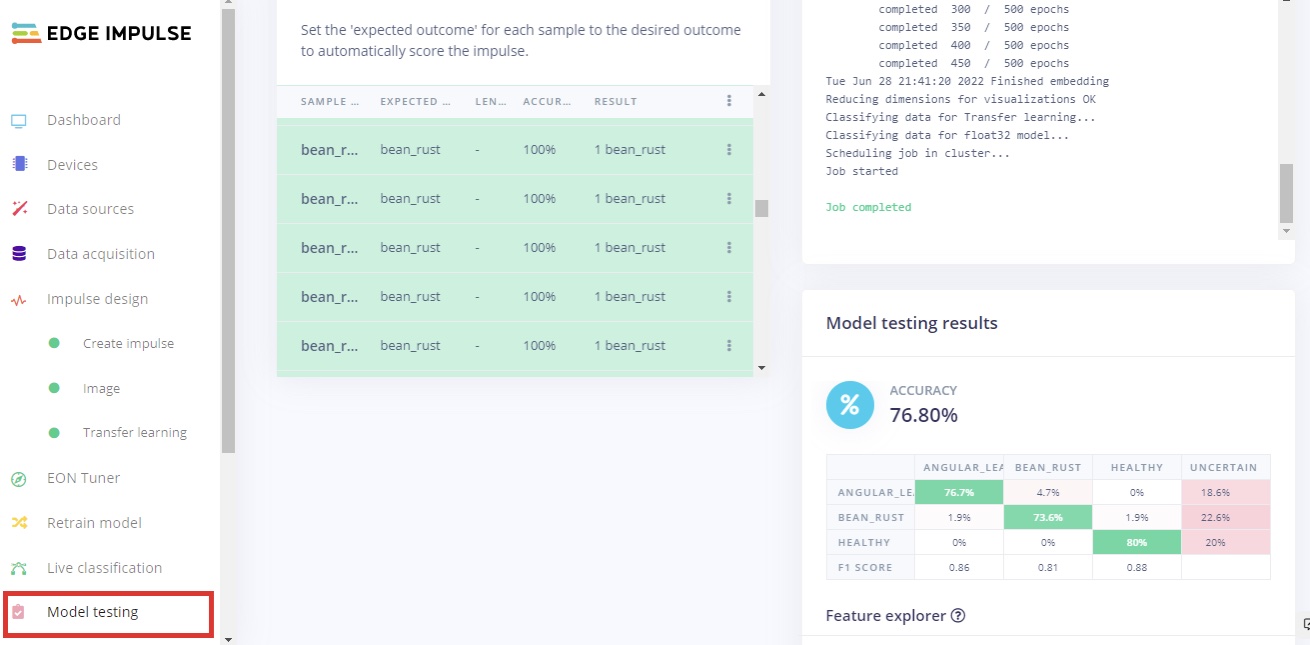 EDGE IMPULSE
Dashboard
Devices
Data sources
Data acquisition
Impulse design
Create impulse
Image
Transfer learning
EON Tuner
Retrain model
Live classification
Model testing
Set the 'expected outcome' for each sample to the desired outcome
to automatically score the impulse.
SAMPLE ... EXPECTED ... LEN... ACCUR... RESULT
bean_r... bean_rust - 100% 1 bean_rust
bean_r... bean_rust - 100% 1 bean_rust
bean_r... bean_rust - 100% 1 bean_rust
bean_r... bean_rust - 100% 1 bean_rust
bean_r... bean_rust - 100% 1 bean_rust
completed 300 / 500 epochs
completed 350 / 500 epochs
completed 400 / 500 epochs
completed 450 / 500 epochs
Tue Jun 28 21:41:20 2022 Finished embedding
Reducing dimensions for visualizations OK
Classifying data for Transfer learning...
Classifying data for float32 model...
Scheduling job in cluster...
Job started
Job completed
Model testing results
%
ACCURACY
76.80%
ANGULAR_LEA BEAN_RUST HEALTHY UNCERTAIN
ANGULAR_LE. 76.7% 4.7% 0% 18.6%
BEAN_RUST 1.9% 73.6% 1.9% 22.6%
HEALTHY 0% 0% 80% 20%
F1 SCORE 0.86 0.81 0.88
Feature explorer ?